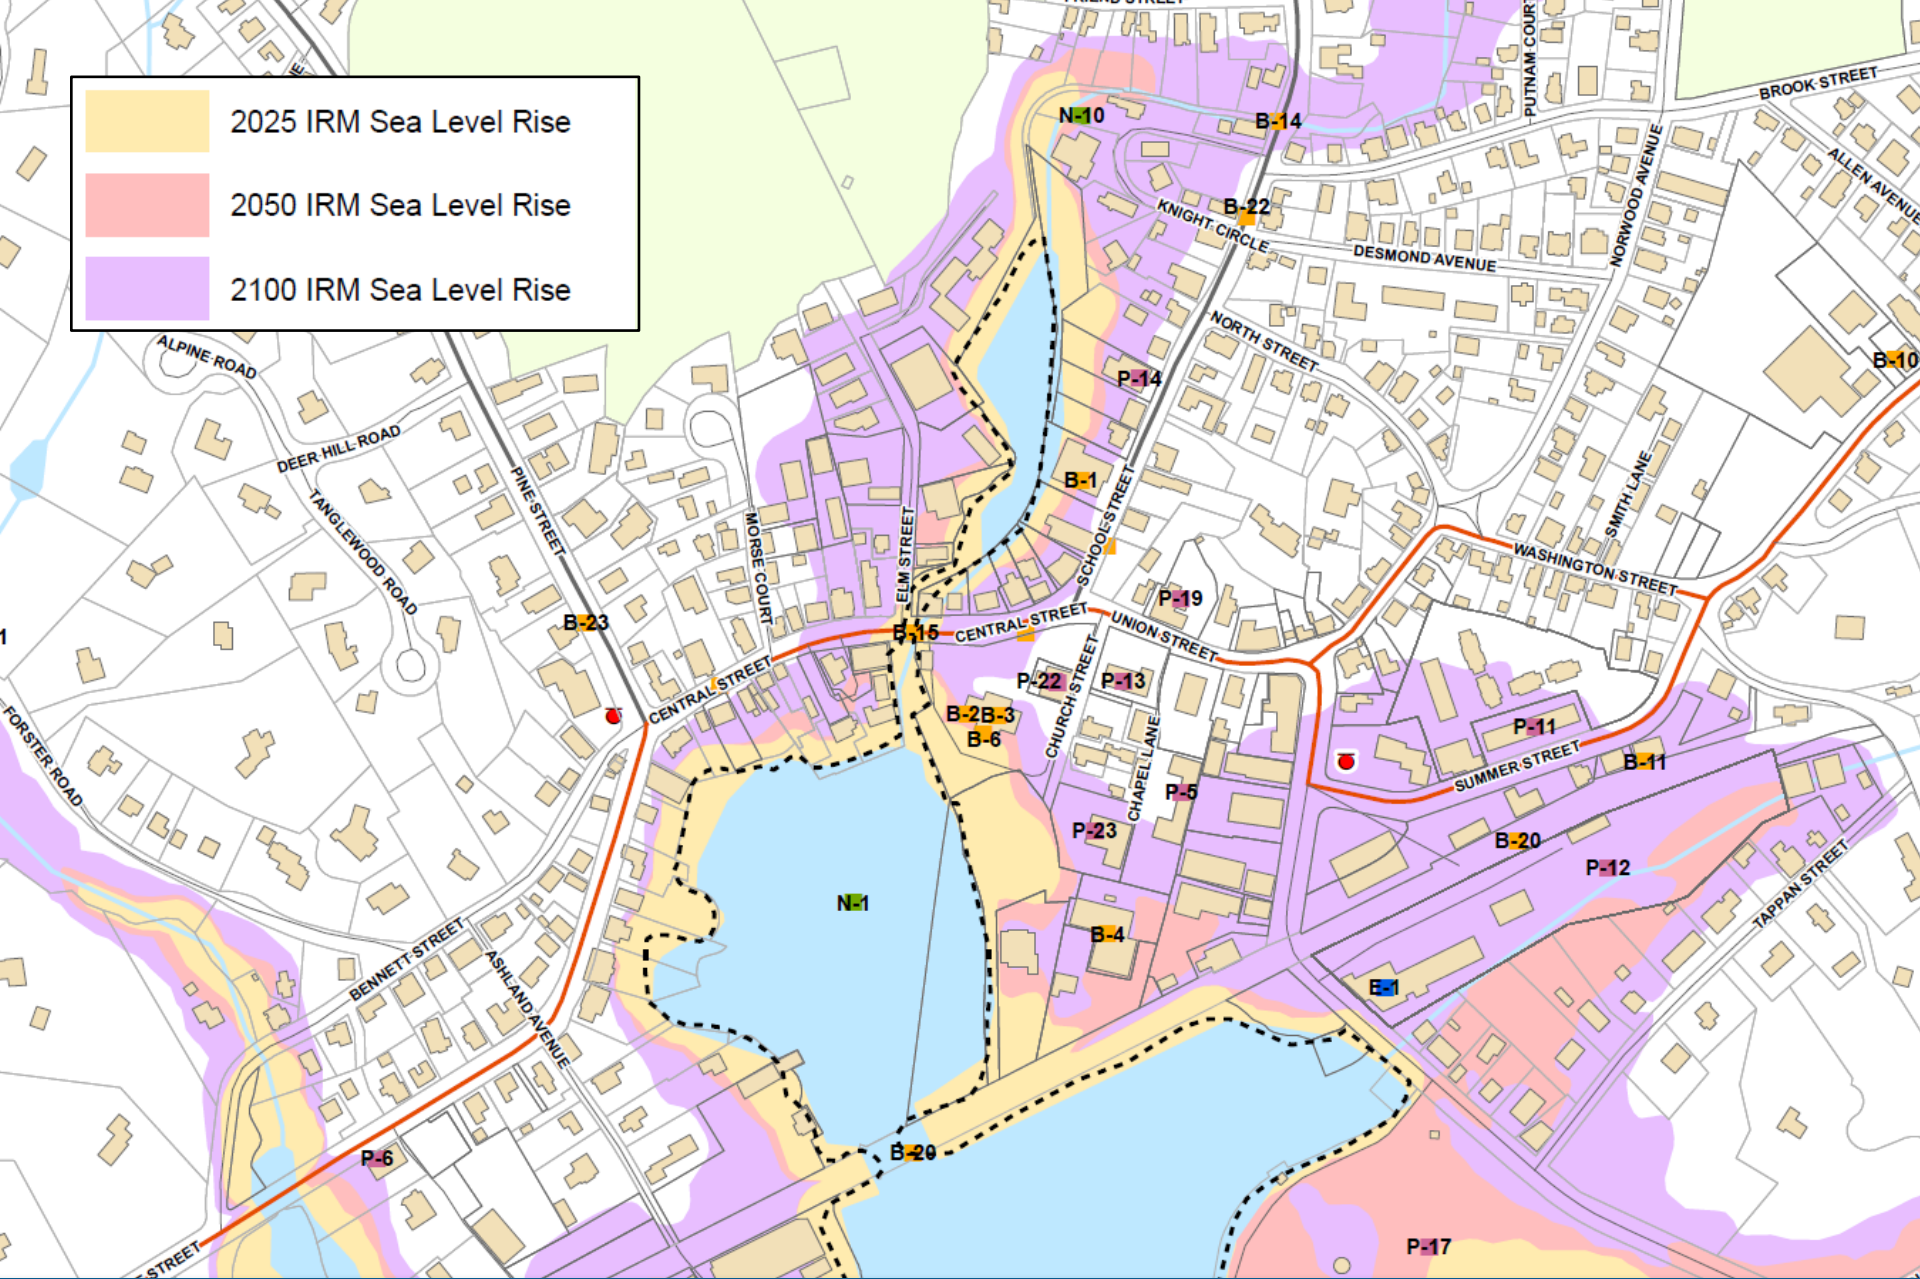 FRIEND STREET
PUTNAM COURT
BROOK STREET
2025 IRM Sea Level Rise
2050 IRM Sea Level Rise
2100 IRM Sea Level Rise
N-10
B-14
NORWOOD AVENUE
ALLEN AVENUE
B-22
KNIGHT CIRCLE
DESMOND AVENUE
NORTH STREET
ALPINE ROAD
P-14
B-10
DEER HILL ROAD
PINE STREET
B-1
SCHOOL STREET
SMITH LANE
TANGLEWOOD ROAD
MORSE COURT
ELM STREET
WASHINGTON STREET
P-19
B-23
B-15
CENTRAL STREET
UNION STREET
1
CENTRAL STREET
P-22
P-13
CHURCH STREET
B-2
B-3
B-6
P-11
FORSTER ROAD
CHAPEL LANE
SUMMER STREET
B-11
P-5
P-23
B-20
P-12
TAPPAN STREET
N-1
B-4
BENNETT STREET
ASHLAND AVENUE
E-1
B-20
P-6
STREET
P-17